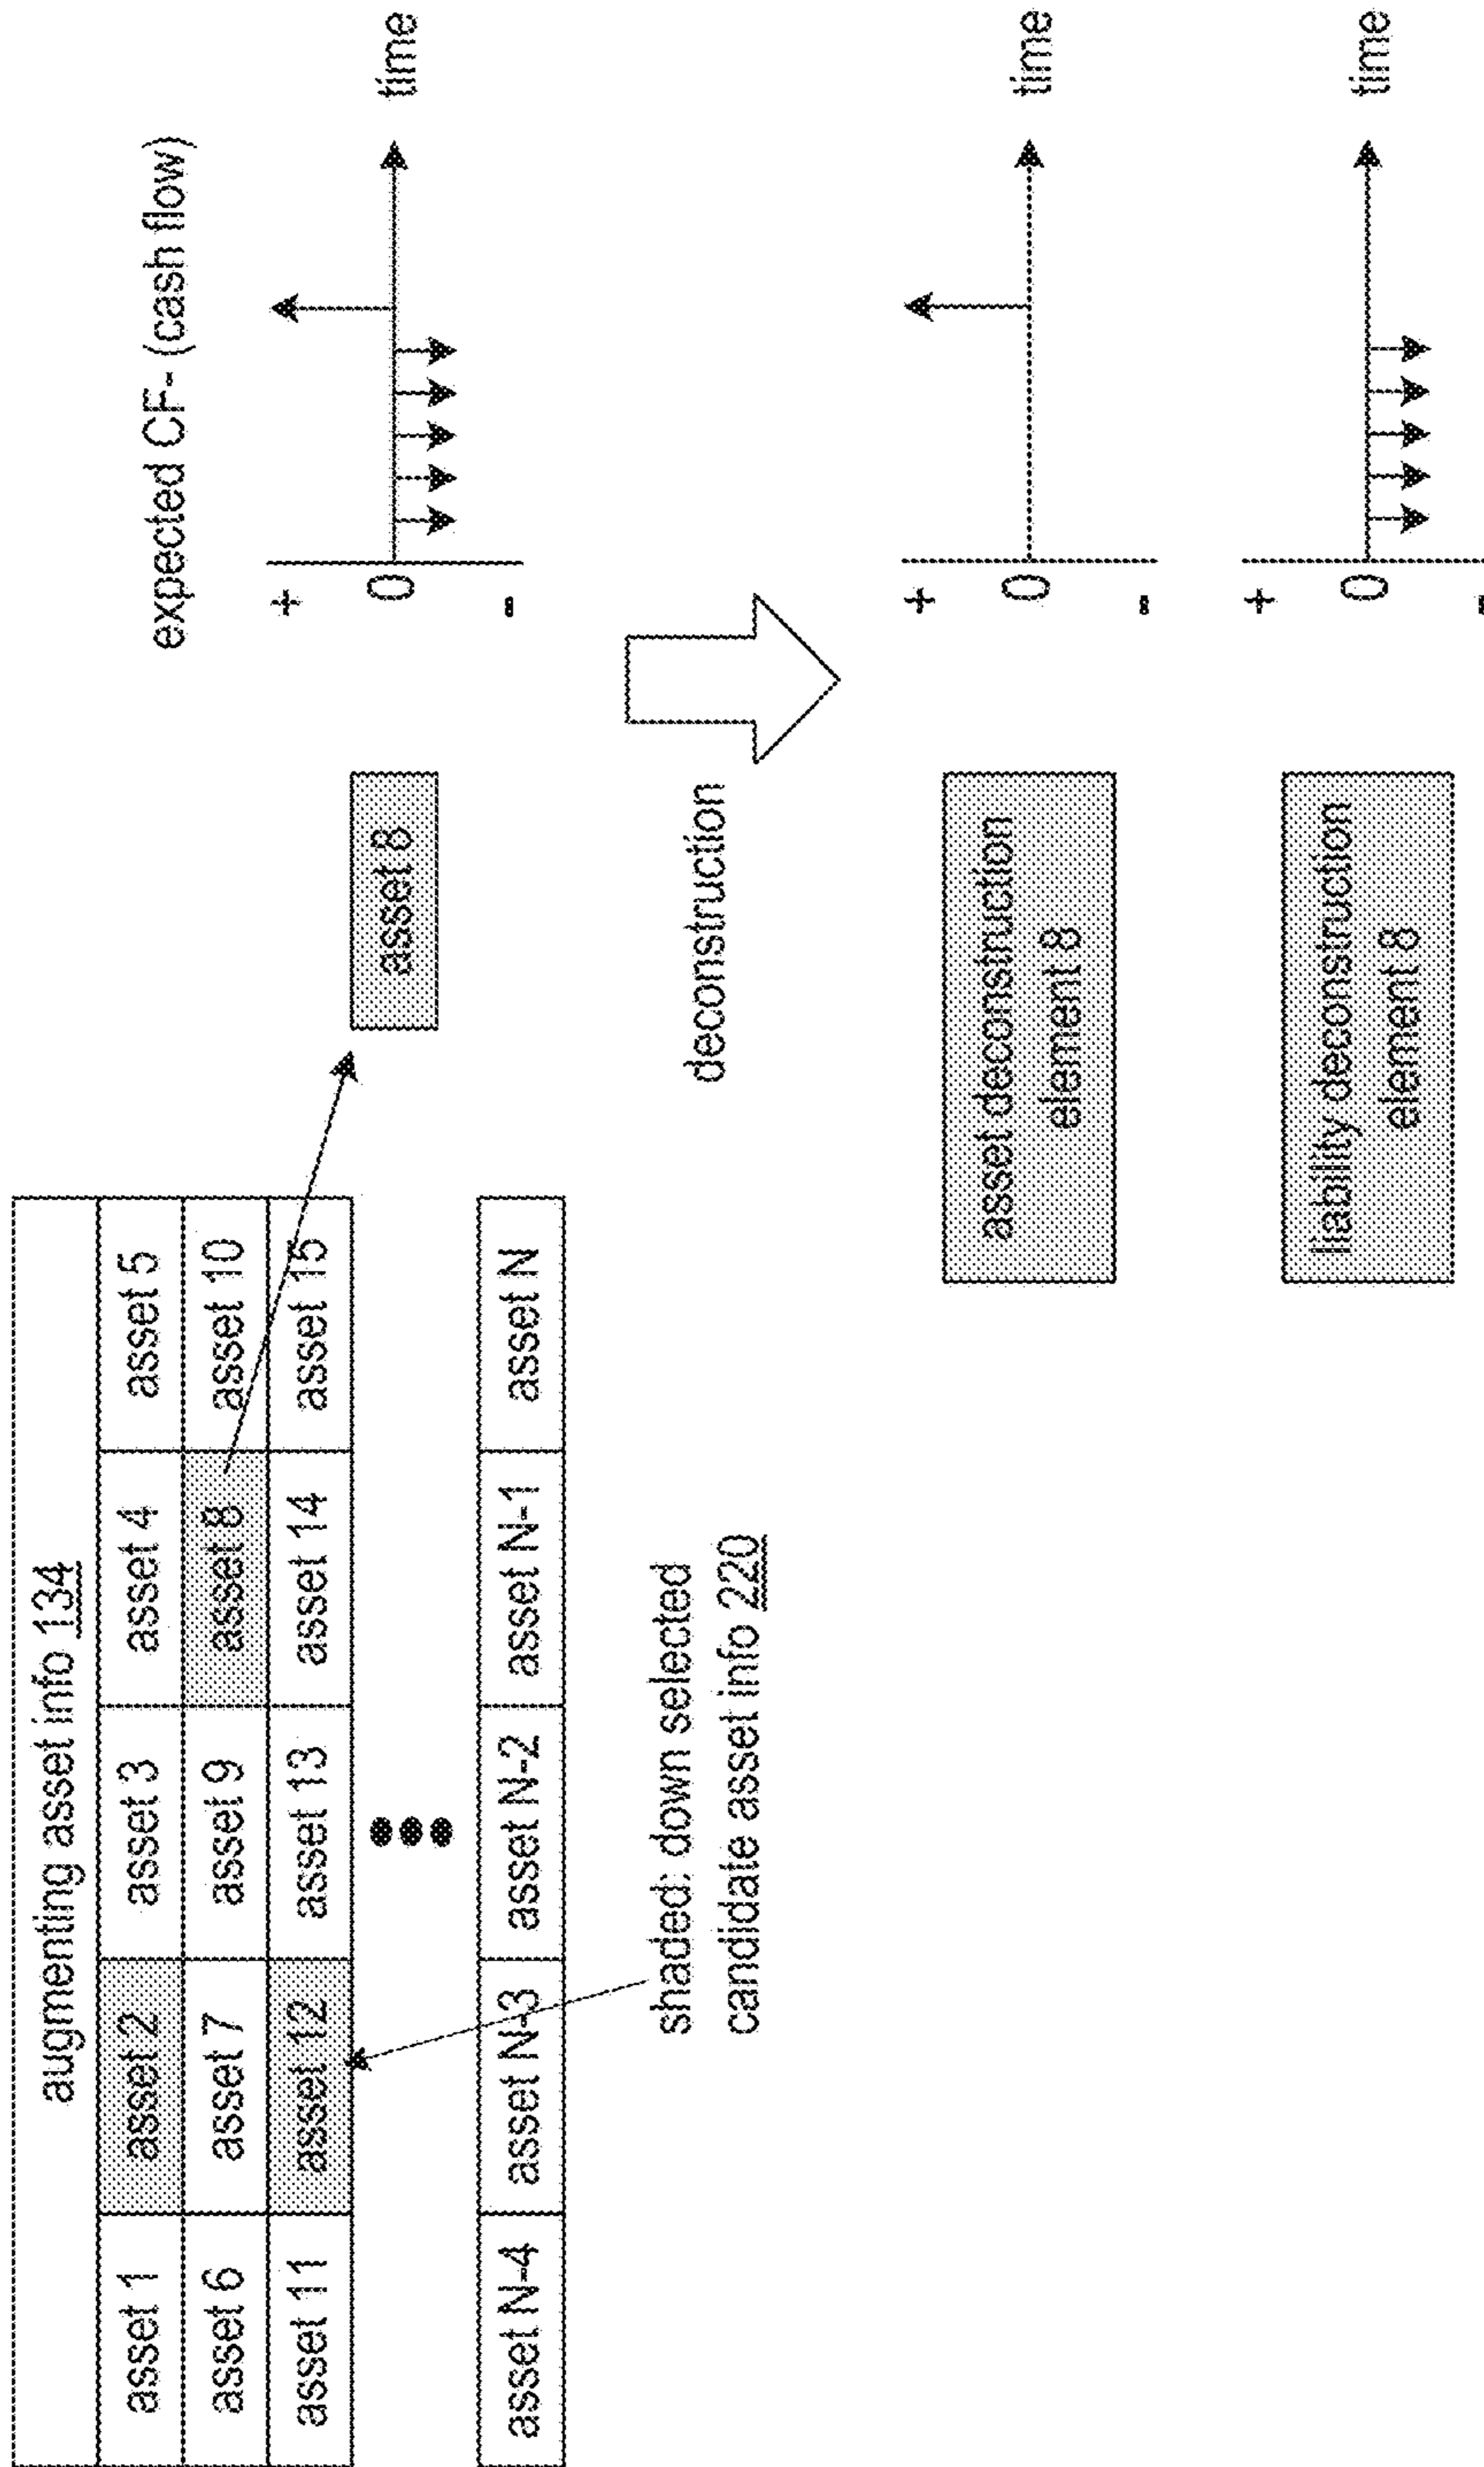 augmenting asset info 134
asset 1 asset 2 asset 3 asset 4 asset 5
asset 6 asset 7 asset 9 asset 8 asset 10
asset 11 asset 12 asset 13 asset 14 asset 15
asset N-4 asset N-3 asset N-2 asset N-1 asset N
shaded: down selected
candidate asset info 220
expected CF- (cash flow)
asset 8
+
0
-
time
deconstruction
asset deconstruction
element 8
+
0
-
time
liability deconstruction
element 8
+
0
-
time